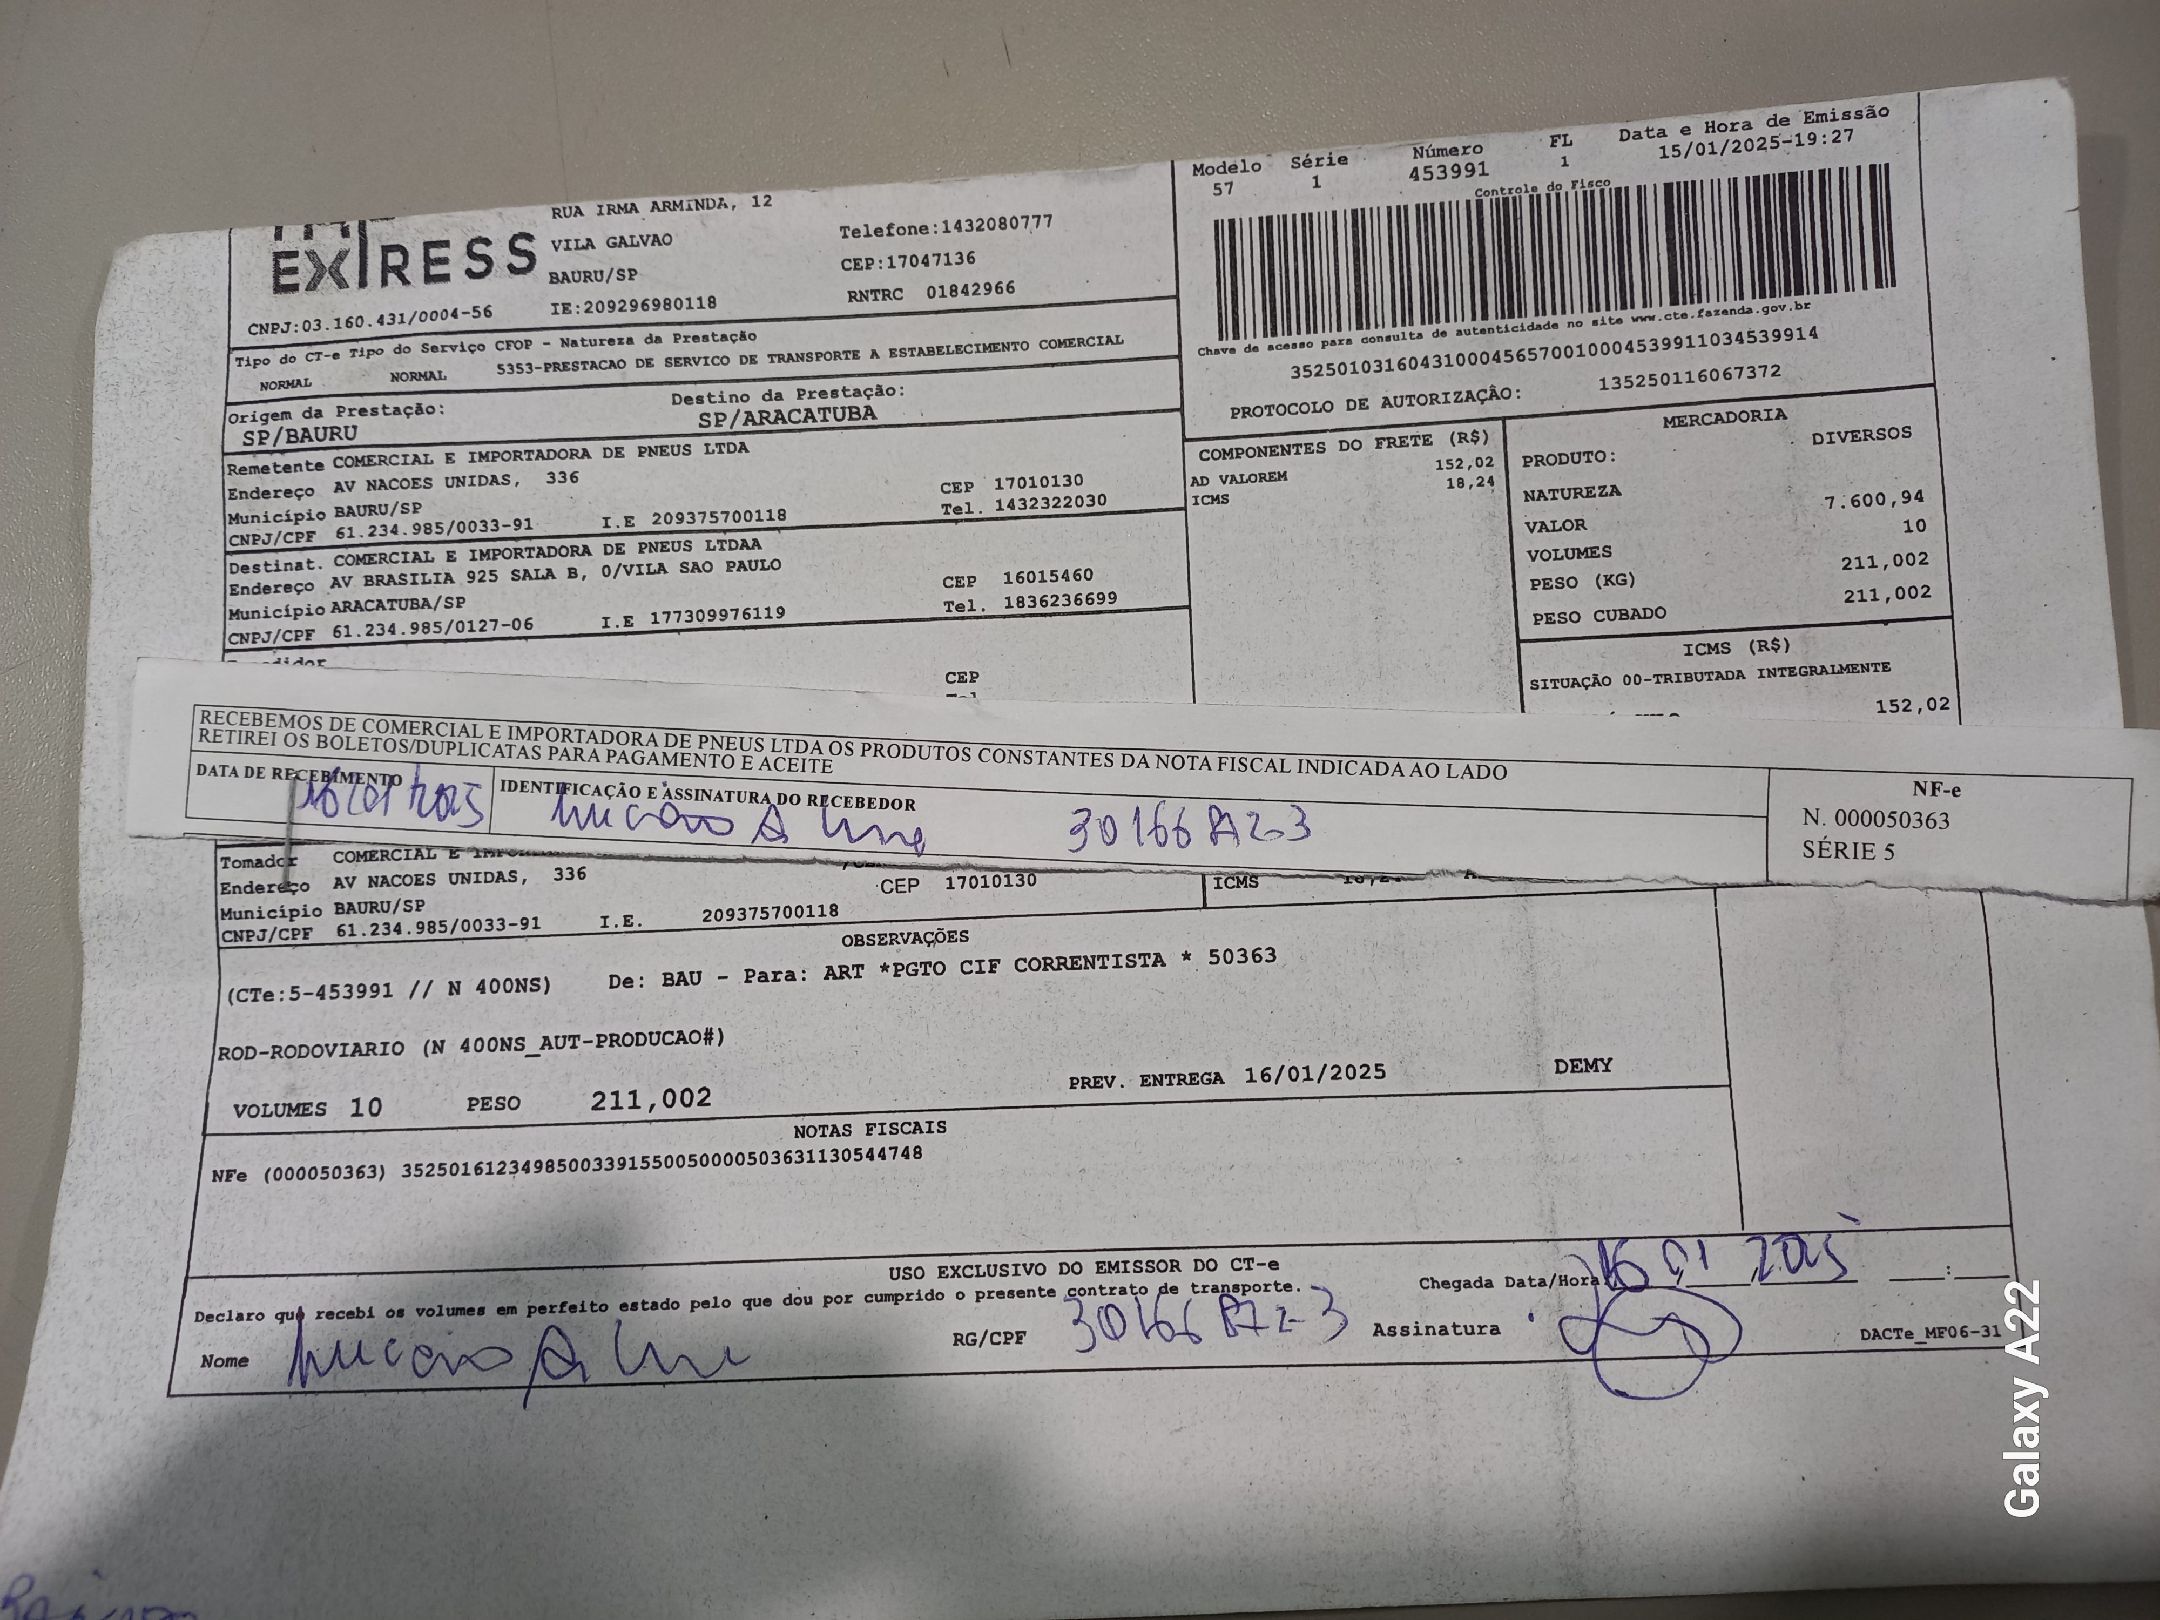 EXPRESS
RUA IRMA ARMINDA, 12
VILA GALVAO
BAURU/SP
Telefone:1432080777
CEP:17047136
CNPJ:03.160.431/0004-56
IE:209296980118
RNTRC 01842966
Modelo Série Número FL Data e Hora de Emissão
57 1 453991 1 15/01/2025-19:27
Controle do Fisco
Chave de acesso para consulta de autenticidade no site www.cte.fazenda.gov.br
35250103160431000456570010004539911034539914
PROTOCOLO DE AUTORIZAÇÂO: 135250116067372
Tipo do CT-e Tipo do Serviço CFOP - Natureza da Prestação
NORMAL NORMAL 5353-PRESTACAO DE SERVICO DE TRANSPORTE A ESTABELECIMENTO COMERCIAL
Origem da Prestação: Destino da Prestação:
SP/BAURU SP/ARACATUBA
Remetente COMERCIAL E IMPORTADORA DE PNEUS LTDA
Endereço AV NACOES UNIDAS, 336 CEP 17010130
Município BAURU/SP Tel. 1432322030
CNPJ/CPF 61.234.985/0033-91 I.E 209375700118
Destinat. COMERCIAL E IMPORTADORA DE PNEUS LTDAA
Endereço AV BRASILIA 925 SALA B, 0/VILA SAO PAULO CEP 16015460
Município ARACATUBA/SP Tel. 1836236699
CNPJ/CPF 61.234.985/0127-06 I.E 177309976119
CEP
COMPONENTES DO FRETE (R$)
AD VALOREM 152,02
ICMS 18,24
MERCADORIA
PRODUTO: DIVERSOS
NATUREZA
VALOR 7.600,94
VOLUMES 10
PESO (KG) 211,002
PESO CUBADO 211,002
ICMS (R$)
SITUAÇÃO 00-TRIBUTADA INTEGRALMENTE
152,02
RECEBEMOS DE COMERCIAL E IMPORTADORA DE PNEUS LTDA OS PRODUTOS CONSTANTES DA NOTA FISCAL INDICADA AO LADO
RETIREI OS BOLETOS/DUPLICATAS PARA PAGAMENTO E ACEITE
DATA DE RECEBIMENTO IDENTIFICAÇÃO E ASSINATURA DO RECEBEDOR
NF-e
N. 000050363
SÉRIE 5
Tomador COMERCIAL E
Endereço AV NACOES UNIDAS, 336 CEP 17010130
Município BAURU/SP
CNPJ/CPF 61.234.985/0033-91 I.E. 209375700118
ICMS
OBSERVAÇÕES
(CTe:5-453991 // N 400NS) De: BAU - Para: ART *PGTO CIF CORRENTISTA * 50363
ROD-RODOVIARIO (N 400NS_AUT-PRODUCAO#)
VOLUMES 10 PESO 211,002 PREV. ENTREGA 16/01/2025 DEMY
NOTAS FISCAIS
NFe (000050363) 35250161234985003391550050000503631130544748
USO EXCLUSIVO DO EMISSOR DO CT-e
Declaro que recebi os volumes em perfeito estado pelo que dou por cumprido o presente contrato de transporte.
Chegada Data/Hora: 16 01 2025 :
Nome RG/CPF Assinatura
DACTe_MF06-31
Galaxy A22